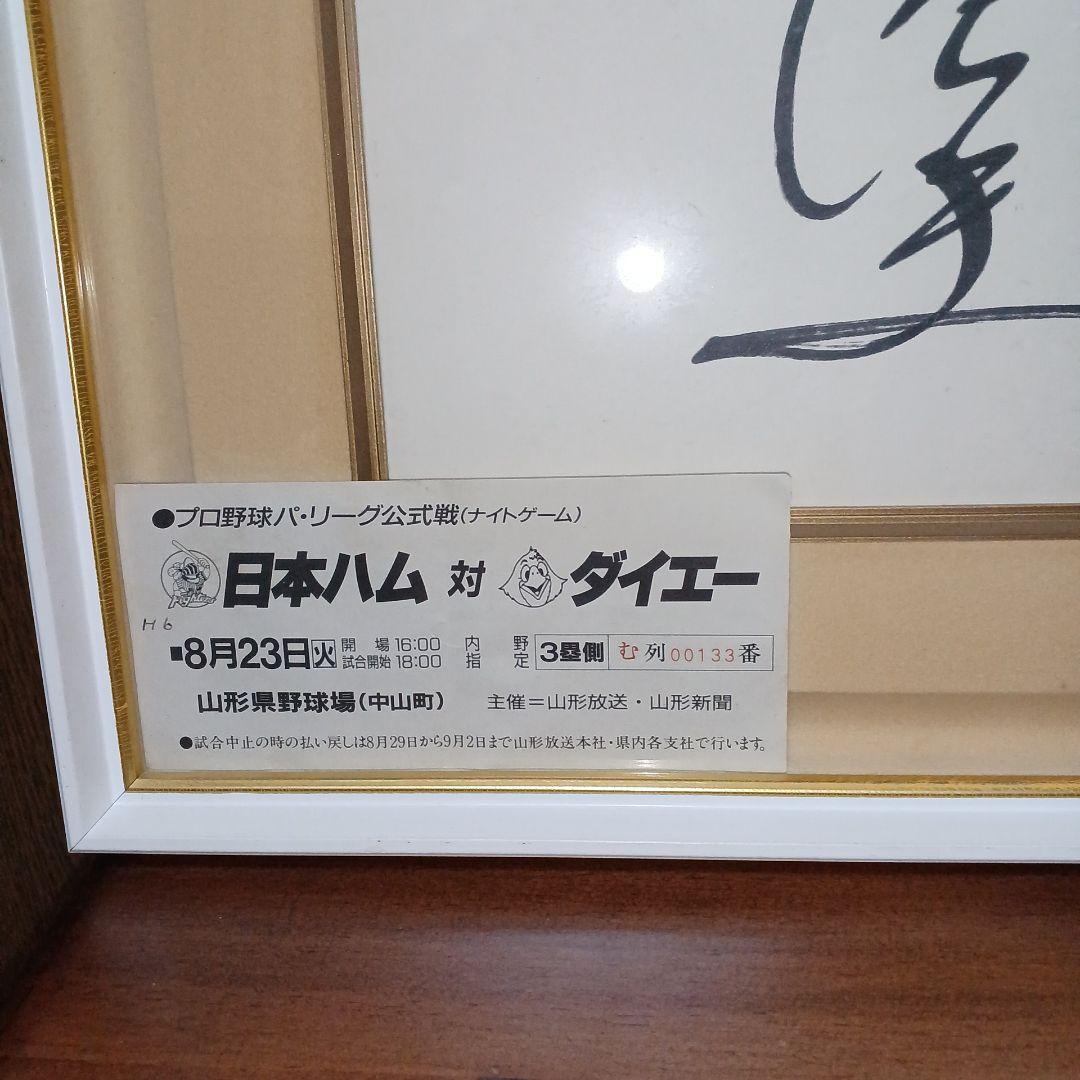 ●プロ野球パ・リーグ公式戦(ナイトゲーム)
Fighters 日本ハム 対 ダイエー
H6
■8月23日火 開場16:00 試合開始18:00 内野指定 3塁側 む列00133番
山形県野球場(中山町) 主催=山形放送・山形新聞
●試合中止の時の払い戻しは8月29日から9月2日まで山形放送本社・県内各支社で行います。